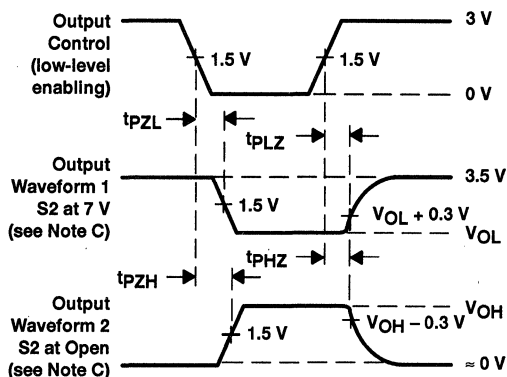 Output
Control
(low-level
enabling)
1.5 V
1.5 V
3 V
0 V
tPZL
tPLZ
Output
Waveform 1
S2 at 7 V
(see Note C)
1.5 V
3.5 V
VOL + 0.3 V
VOL
tPZH
tPHZ
Output
Waveform 2
S2 at Open
(see Note C)
1.5 V
VOH
VOH – 0.3 V
≈ 0 V